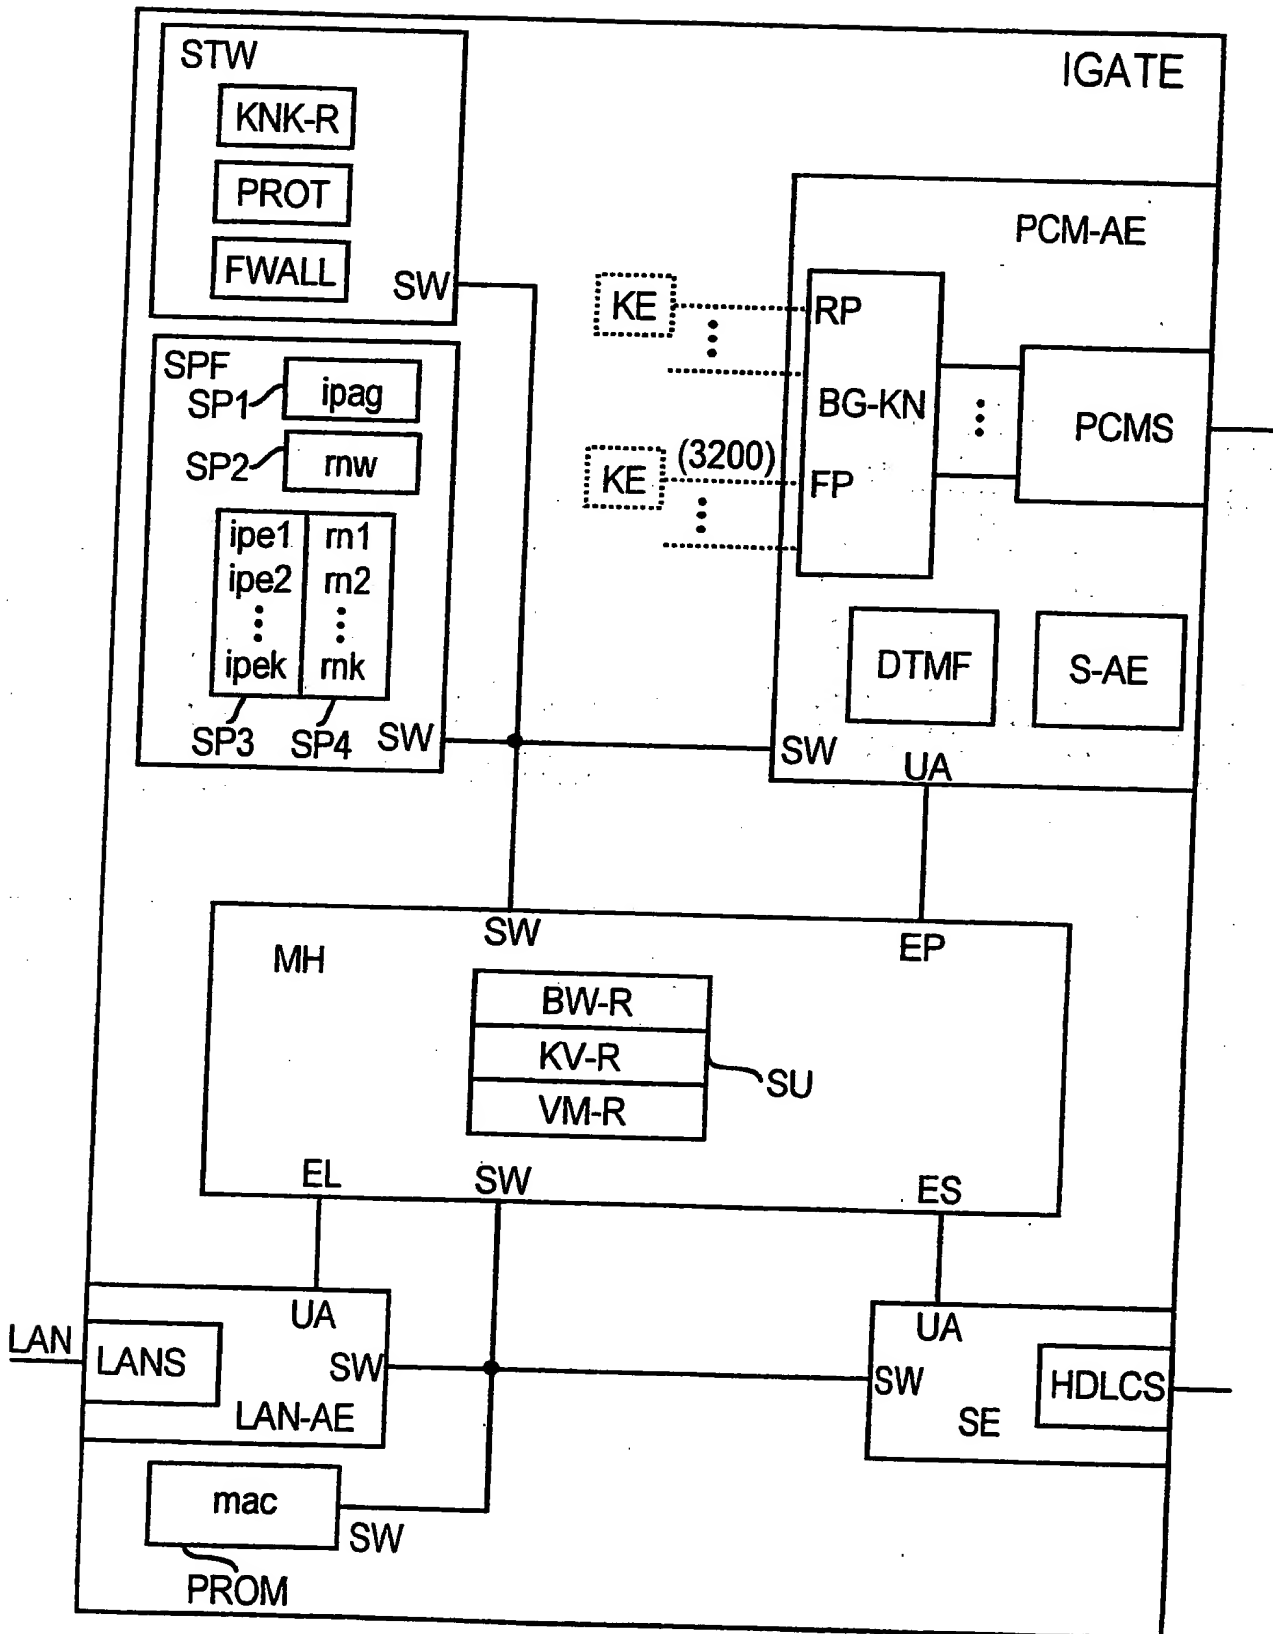 IGATE
STW
KNK-R
PROT
FWALL
SW
SPF
SP1
ipag
SP2
rnw
ipe1 rn1
ipe2 rn2
ipek rnk
SP3 SP4 SW
PCM-AE
KE
RP
BG-KN
PCMS
KE
(3200)
FP
DTMF
S-AE
SW
UA
SW
EP
MH
BW-R
KV-R
VM-R
SU
EL
SW
ES
LAN
LANS
UA
SW
LAN-AE
UA
SW
HDLCS
SE
mac
SW
PROM